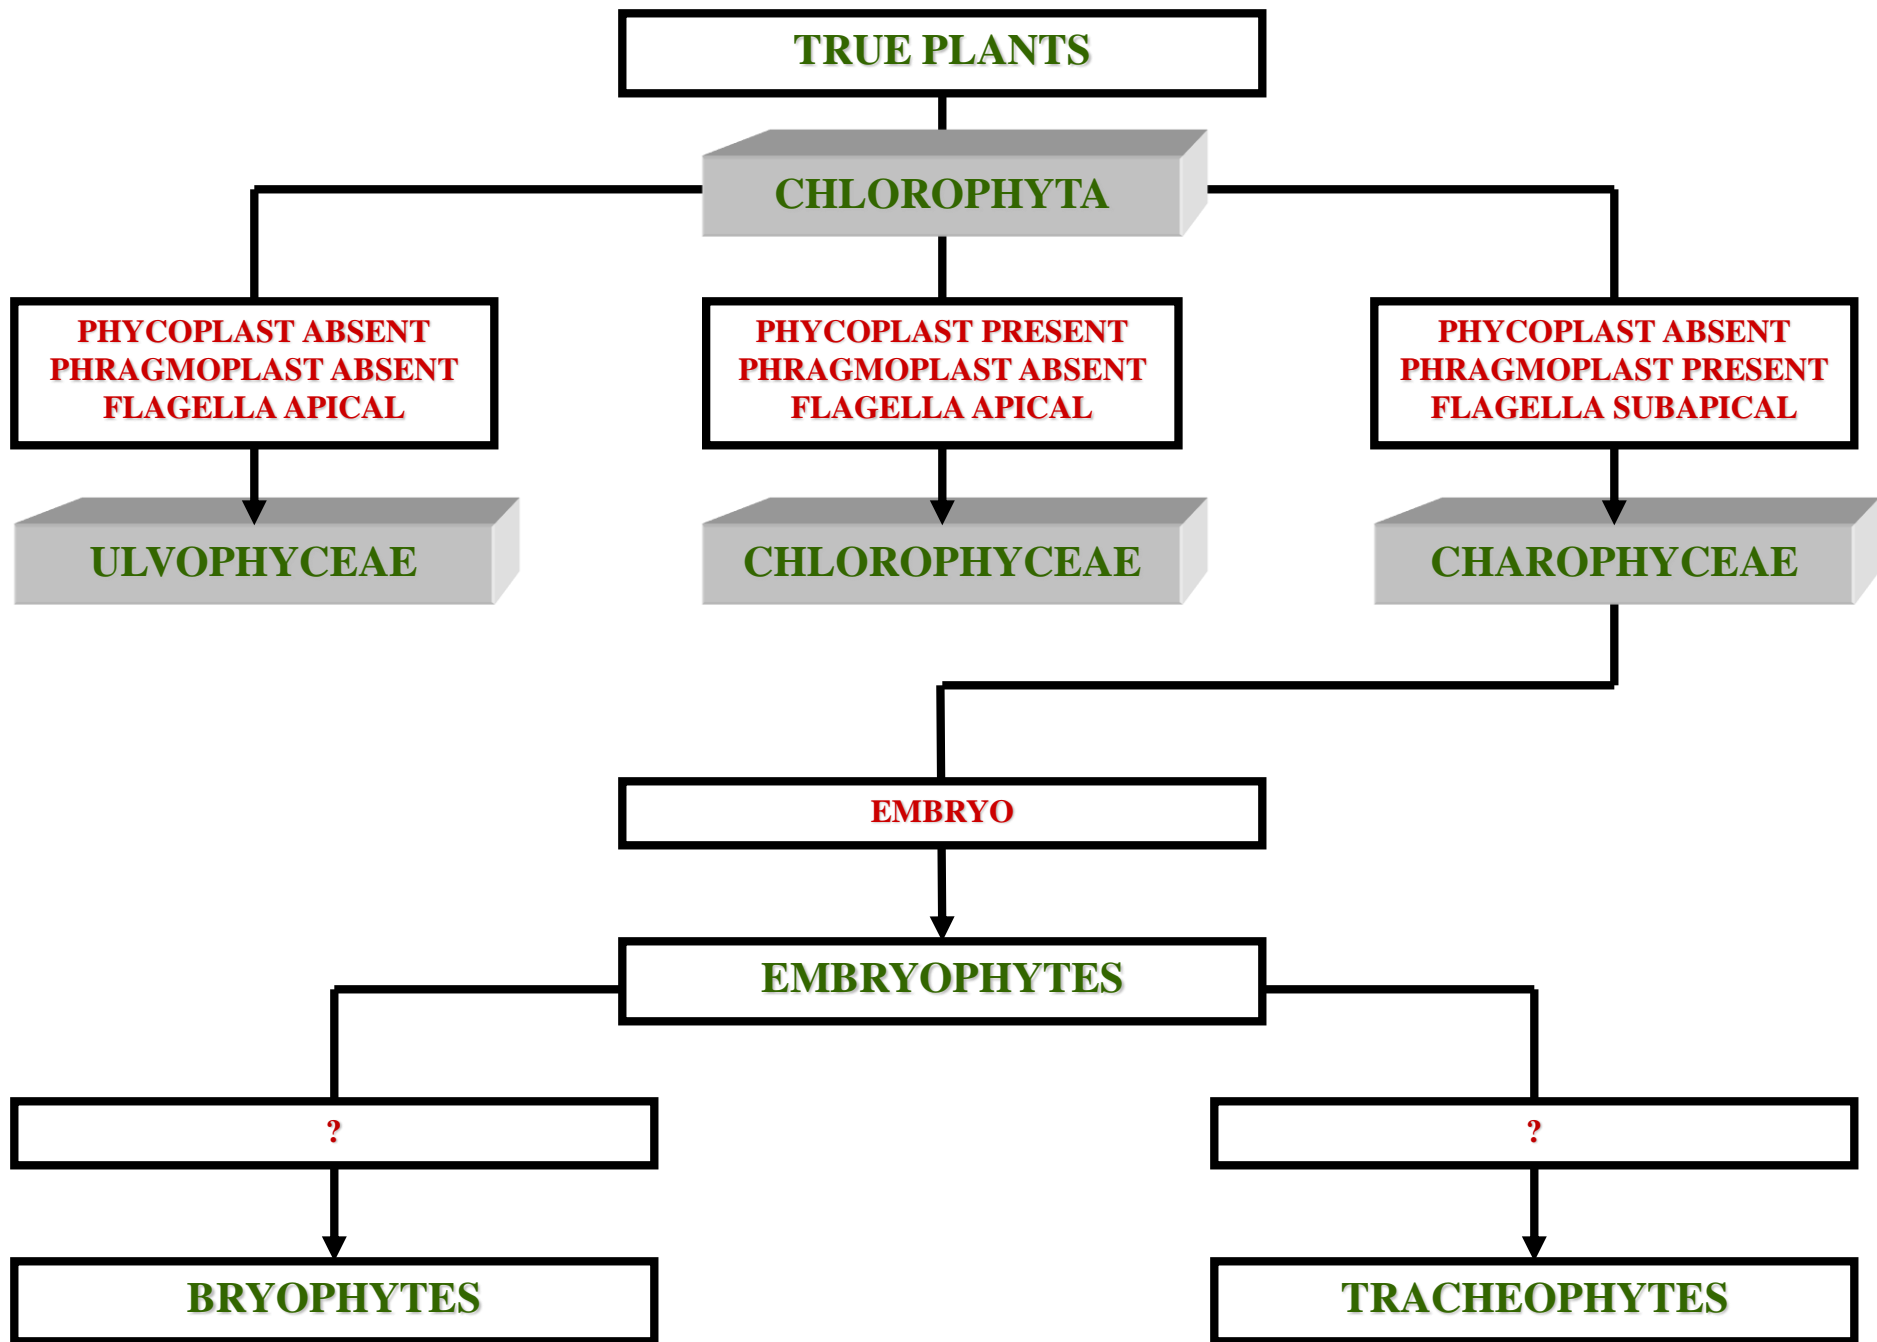 TRUE PLANTS
CHLOROPHYTA
PHYCOPLAST ABSENT
PHRAGMOPLAST ABSENT
FLAGELLA APICAL
PHYCOPLAST PRESENT
PHRAGMOPLAST ABSENT
FLAGELLA APICAL
PHYCOPLAST ABSENT
PHRAGMOPLAST PRESENT
FLAGELLA SUBAPICAL
ULVOPHYCEAE
CHLOROPHYCEAE
CHAROPHYCEAE
EMBRYO
EMBRYOPHYTES
?
?
BRYOPHYTES
TRACHEOPHYTES